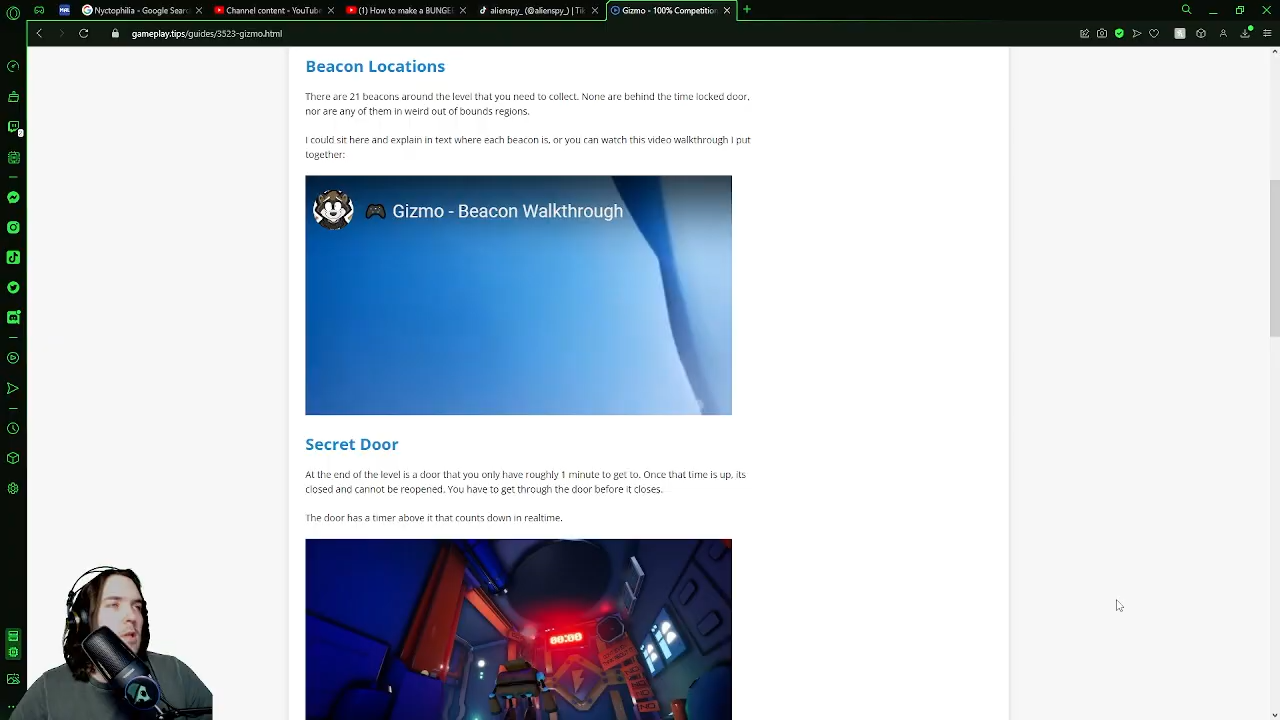 Nyctophilia - Google Sear
Channel content - YouTu
(1) How to make a BUNGE
alienspy_ (@alienspy_) | Tik
Gizmo - 100% Competition
gameplay.tips/guides/3523-gizmo.html
Beacon Locations
There are 21 beacons around the level that you need to collect. None are behind the time locked door,
nor are any of them in weird out of bounds regions.
I could sit here and explain in text where each beacon is, or you can watch this video walkthrough I put
together:
Gizmo - Beacon Walkthrough
Secret Door
At the end of the level is a door that you only have roughly 1 minute to get to. Once that time is up, its
closed and cannot be reopened. You have to get through the door before it closes.
The door has a timer above it that counts down in realtime.
00:00